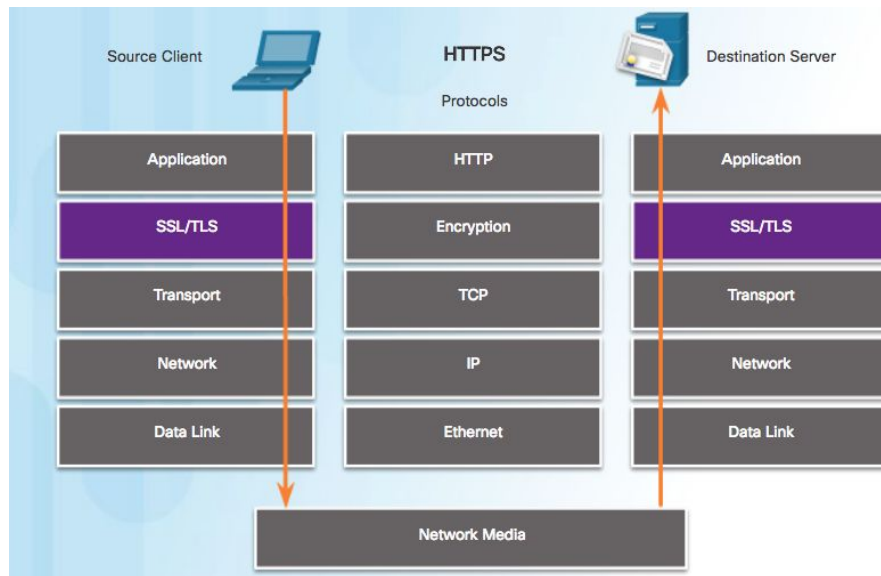 Source Client
HTTPS
Destination Server
Protocols
Application
HTTP
Application
SSL/TLS
Encryption
SSL/TLS
Transport
TCP
Transport
Network
IP
Network
Data Link
Ethernet
Data Link
Network Media